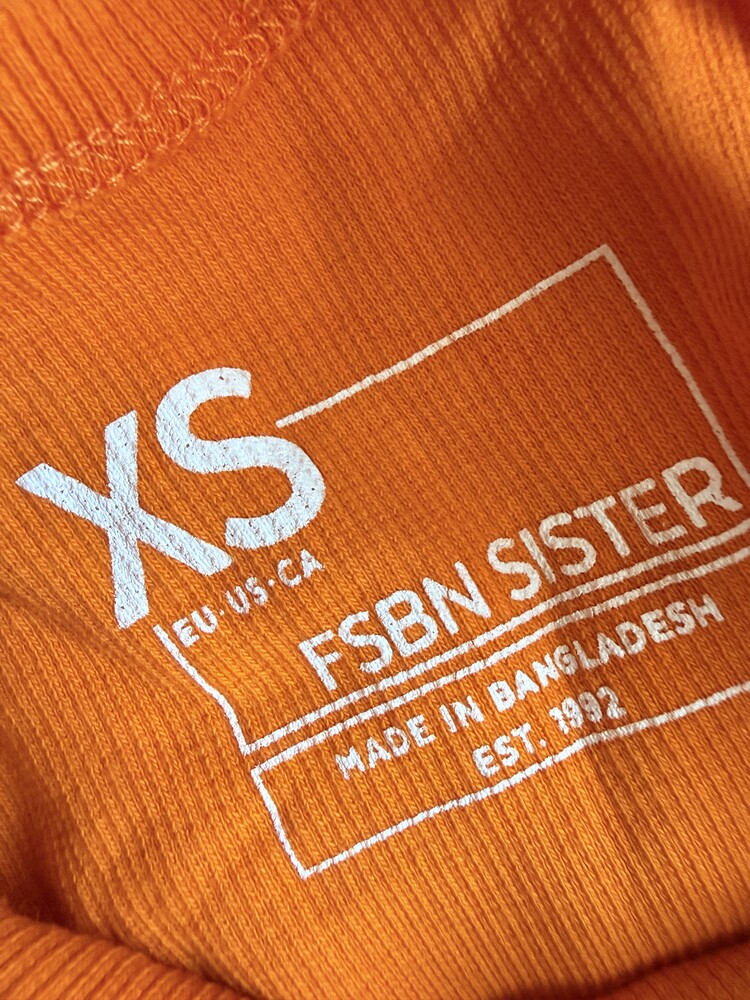 XS
EU·US·CA
FSBN SISTER
MADE IN BANGLADESH
EST. 1992